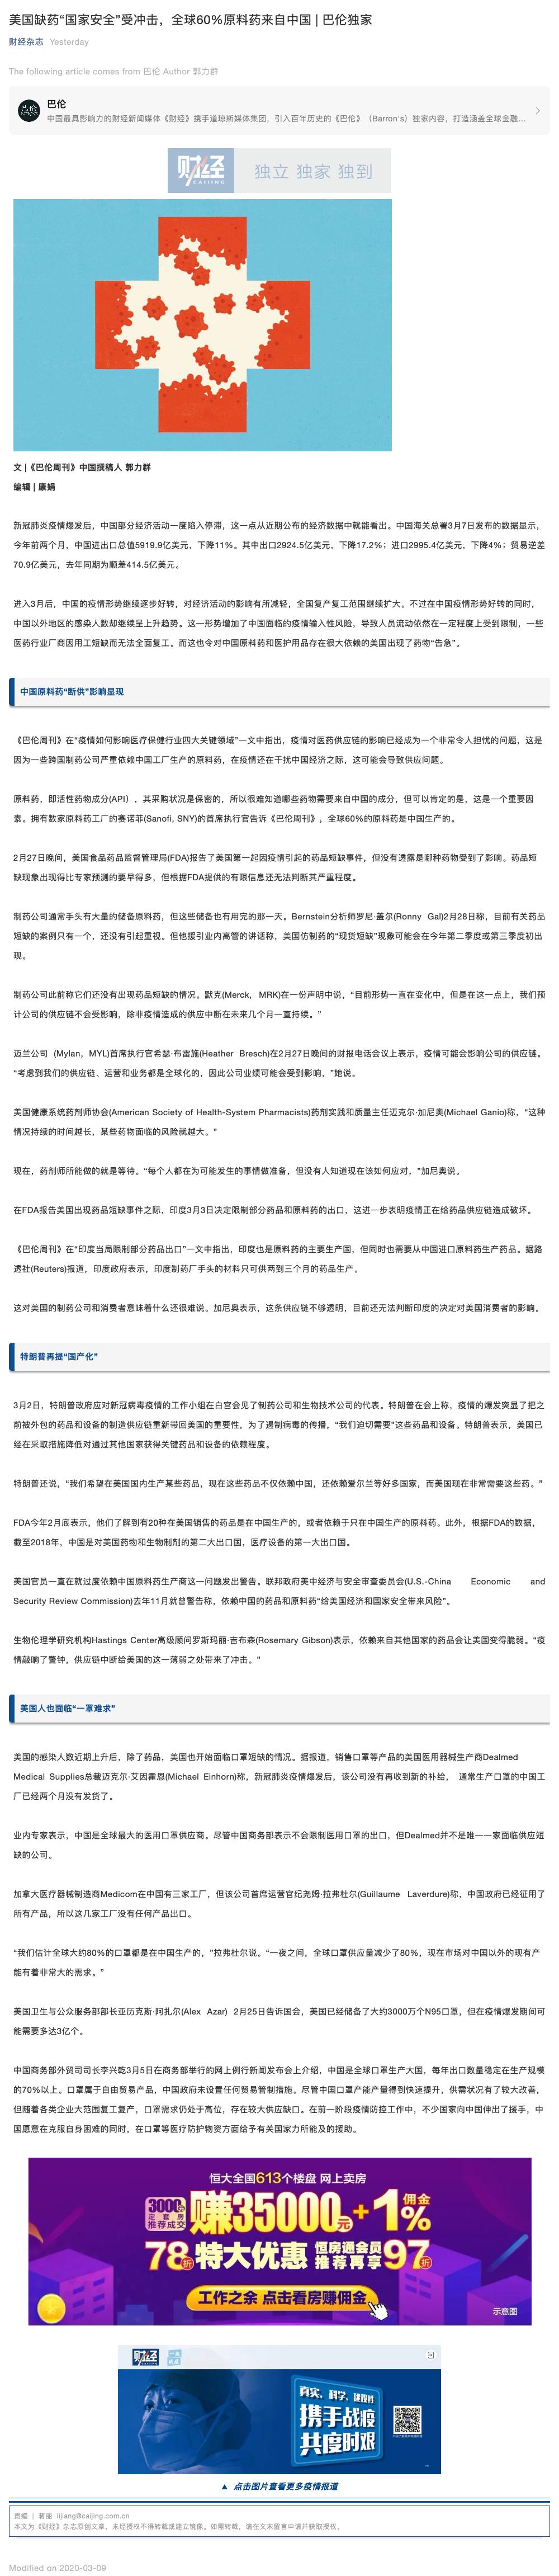 美国缺药“国家安全”受冲击，全球60%原料药来自中国 | 巴伦独家
财经杂志 Yesterday
The following article comes from 巴伦 Author 郭力群
巴伦
中国最具影响力的财经新闻媒体《财经》携手道琼斯媒体集团，引入百年历史的《巴伦》（Barron's）独家内容，打造涵盖全球金融...
财经 CAIJING 独立 独家 独到
文 |《巴伦周刊》中国撰稿人 郭力群
编辑 | 康娟
新冠肺炎疫情爆发后，中国部分经济活动一度陷入停滞，这一点从近期公布的经济数据中就能看出。中国海关总署3月7日发布的数据显示，
今年前两个月，中国进出口总值5919.9亿美元，下降11%。其中出口2924.5亿美元，下降17.2%；进口2995.4亿美元，下降4%；贸易逆差
70.9亿美元，去年同期为顺差414.5亿美元。
进入3月后，中国的疫情形势继续逐步好转，对经济活动的影响有所减轻，全国复产复工范围继续扩大。不过在中国疫情形势好转的同时，
中国以外地区的感染人数却继续呈上升趋势。这一形势增加了中国面临的疫情输入性风险，导致人员流动依然在一定程度上受到限制，一些
医药行业厂商因用工短缺而无法全面复工。而这也令对中国原料药和医护用品存在很大依赖的美国出现了药物“告急”。
中国原料药“断供”影响显现
《巴伦周刊》在“疫情如何影响医疗保健行业四大关键领域”一文中指出，疫情对医药供应链的影响已经成为一个非常令人担忧的问题，这是
因为一些跨国制药公司严重依赖中国工厂生产的原料药，在疫情还在干扰中国经济之际，这可能会导致供应问题。
原料药，即活性药物成分(API），其采购状况是保密的，所以很难知道哪些药物需要来自中国的成分，但可以肯定的是，这是一个重要因
素。拥有数家原料药工厂的赛诺菲(Sanofi, SNY)的首席执行官告诉《巴伦周刊》，全球60%的原料药是中国生产的。
2月27日晚间，美国食品药品监督管理局(FDA)报告了美国第一起因疫情引起的药品短缺事件，但没有透露是哪种药物受到了影响。药品短
缺现象出现得比专家预测的要早得多，但根据FDA提供的有限信息还无法判断其严重程度。
制药公司通常手头有大量的储备原料药，但这些储备也有用完的那一天。Bernstein分析师罗尼·盖尔(Ronny Gal)2月28日称，目前有关药品
短缺的案例只有一个，还没有引起重视。但他援引业内高管的讲话称，美国仿制药的“现货短缺”现象可能会在今年第二季度或第三季度初出
现。
制药公司此前称它们还没有出现药品短缺的情况。默克(Merck, MRK)在一份声明中说，“目前形势一直在变化中，但是在这一点上，我们预
计公司的供应链不会受影响，除非疫情造成的供应中断在未来几个月一直持续。”
迈兰公司 (Mylan，MYL)首席执行官希瑟·布雷施(Heather Bresch)在2月27日晚间的财报电话会议上表示，疫情可能会影响公司的供应链。
“考虑到我们的供应链、运营和业务都是全球化的，因此公司业绩可能会受到影响，”她说。
美国健康系统药剂师协会(American Society of Health-System Pharmacists)药剂实践和质量主任迈克尔·加尼奥(Michael Ganio)称，“这种
情况持续的时间越长，某些药物面临的风险就越大。”
现在，药剂师所能做的就是等待。“每个人都在为可能发生的事情做准备，但没有人知道现在该如何应对，”加尼奥说。
在FDA报告美国出现药品短缺事件之际，印度3月3日决定限制部分药品和原料药的出口，这进一步表明疫情正在给药品供应链造成破坏。
《巴伦周刊》在“印度当局限制部分药品出口”一文中指出，印度也是原料药的主要生产国，但同时也需要从中国进口原料药生产药品。据路
透社(Reuters)报道，印度政府表示，印度制药厂手头的材料只可供两到三个月的药品生产。
这对美国的制药公司和消费者意味着什么还很难说。加尼奥表示，这条供应链不够透明，目前还无法判断印度的决定对美国消费者的影响。
特朗普再提“国产化”
3月2日，特朗普政府应对新冠病毒疫情的工作小组在白宫会见了制药公司和生物技术公司的代表。特朗普在会上称，疫情的爆发突显了把之
前被外包的药品和设备的制造供应链重新带回美国的重要性，为了遏制病毒的传播，“我们迫切需要”这些药品和设备。特朗普表示，美国已
经在采取措施降低对通过其他国家获得关键药品和设备的依赖程度。
特朗普还说，“我们希望在美国国内生产某些药品，现在这些药品不仅依赖中国，还依赖爱尔兰等好多国家，而美国现在非常需要这些药。”
FDA今年2月底表示，他们了解到有20种在美国销售的药品是在中国生产的，或者依赖于只在中国生产的原料药。此外，根据FDA的数据，
截至2018年，中国是对美国药物和生物制剂的第二大出口国，医疗设备的第一大出口国。
美国官员一直在就过度依赖中国原料药生产商这一问题发出警告。联邦政府美中经济与安全审查委员会(U.S.-China Economic and
Security Review Commission)去年11月就曾警告称，依赖中国的药品和原料药“给美国经济和国家安全带来风险”。
生物伦理学研究机构Hastings Center高级顾问罗斯玛丽·吉布森(Rosemary Gibson)表示，依赖来自其他国家的药品会让美国变得脆弱。“疫
情敲响了警钟，供应链中断给美国的这一薄弱之处带来了冲击。”
美国人也面临“一罩难求”
美国的感染人数近期上升后，除了药品，美国也开始面临口罩短缺的情况。据报道，销售口罩等产品的美国医用器械生产商Dealmed
Medical Supplies总裁迈克尔·艾因霍恩(Michael Einhorn)称，新冠肺炎疫情爆发后，该公司没有再收到新的补给， 通常生产口罩的中国工
厂已经两个月没有发货了。
业内专家表示，中国是全球最大的医用口罩供应商。尽管中国商务部表示不会限制医用口罩的出口，但Dealmed并不是唯一一家面临供应短
缺的公司。
加拿大医疗器械制造商Medicom在中国有三家工厂，但该公司首席运营官纪尧姆·拉弗杜尔(Guillaume Laverdure)称，中国政府已经征用了
所有产品，所以这几家工厂没有任何产品出口。
“我们估计全球大约80%的口罩都是在中国生产的，”拉弗杜尔说。“一夜之间，全球口罩供应量减少了80%，现在市场对中国以外的现有产
能有着非常大的需求。”
美国卫生与公众服务部部长亚历克斯·阿扎尔(Alex Azar) 2月25日告诉国会，美国已经储备了大约3000万个N95口罩，但在疫情爆发期间可
能需要多达3亿个。
中国商务部外贸司司长李兴乾3月5日在商务部举行的网上例行新闻发布会上介绍，中国是全球口罩生产大国，每年出口数量稳定在生产规模
的70%以上。口罩属于自由贸易产品，中国政府未设置任何贸易管制措施。尽管中国口罩产能产量得到快速提升，供需状况有了较大改善，
但随着各类企业大范围复工复产，口罩需求仍处于高位，存在较大供应缺口。在前一阶段疫情防控工作中，不少国家向中国伸出了援手，中
国愿意在克服自身困难的同时，在口罩等医疗防护物资方面给予有关国家力所能及的援助。
恒大全国613个楼盘 网上卖房
3000元定套房 推荐成交 赚35000元+1%佣金
78折特大优惠 恒房通会员推荐再享97折
工作之余 点击看房赚佣金
示意图
财经
真实、科学、建设性
携手战疫
共度时艰
▲ 点击图片查看更多疫情报道
责编 | 蒋丽 lijiang@caijing.com.cn
本文为《财经》杂志原创文章，未经授权不得转载或建立镜像。如需转载，请在文末留言申请并获取授权。
Modified on 2020-03-09